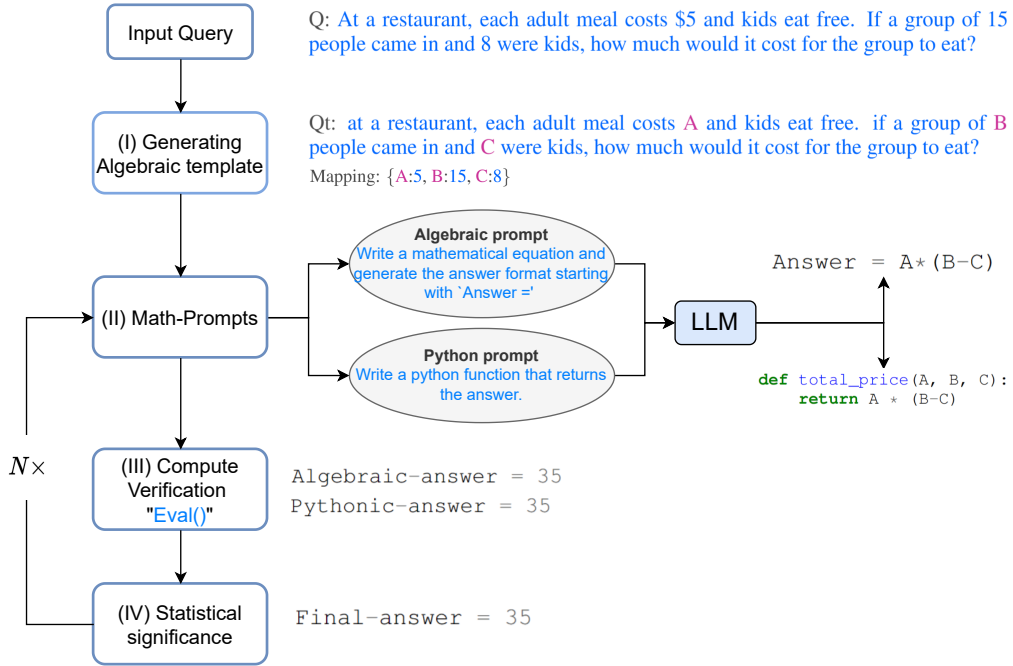 Input Query
Q: At a restaurant, each adult meal costs $5 and kids eat free. If a group of 15
people came in and 8 were kids, how much would it cost for the group to eat?
(I) Generating
Algebraic template
Qt: at a restaurant, each adult meal costs A and kids eat free. if a group of B
people came in and C were kids, how much would it cost for the group to eat?
Mapping: {A:5, B:15, C:8}
(II) Math-Prompts
Algebraic prompt
Write a mathematical equation and
generate the answer format starting
with `Answer ='
Python prompt
Write a python function that returns
the answer.
LLM
Answer = A*(B-C)
def total_price(A, B, C):
return A * (B-C)
N×
(III) Compute
Verification
"Eval()"
Algebraic-answer = 35
Pythonic-answer = 35
(IV) Statistical
significance
Final-answer = 35